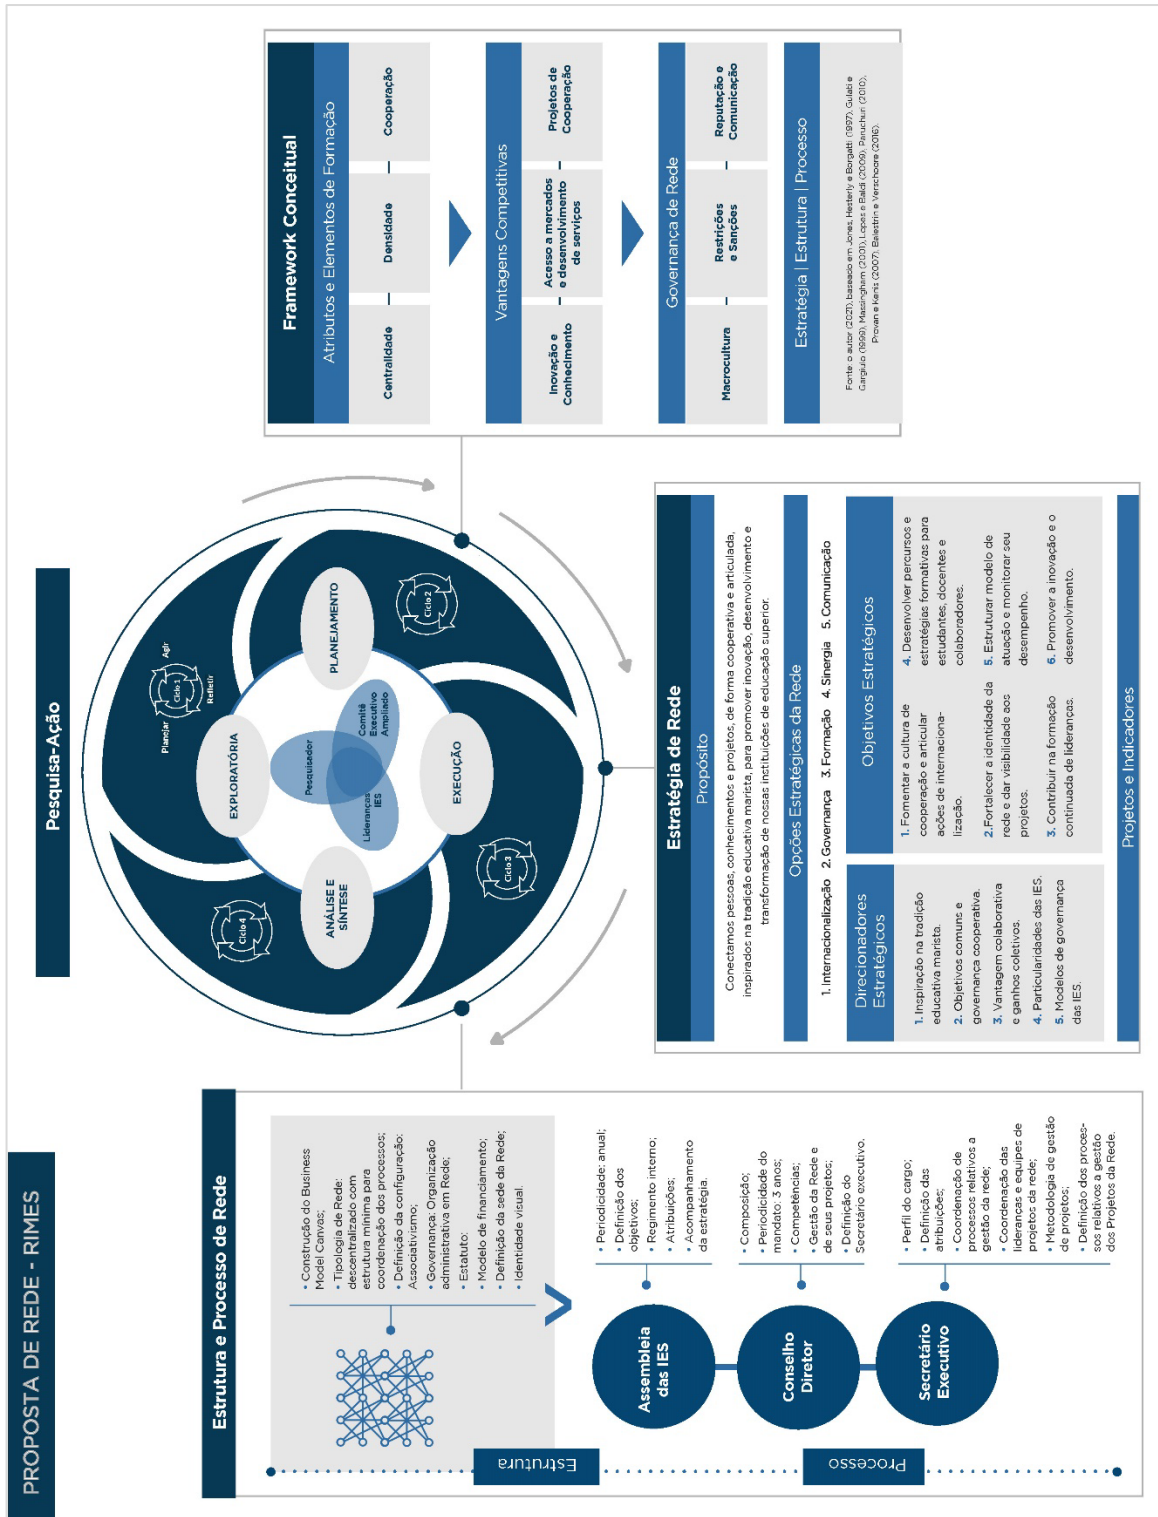 PROPOSTA DE REDE - RIMES
Estrutura e Processo de Rede
• Construção do Business
Model Canvas;
• Tipologia de Rede:
descentralizado com
estrutura mínima para
coordenação dos processos;
• Definição da configuração:
Associativismo;
• Governança: Organização
administrativa em Rede;
• Estatuto:
• Modelo de financiamento;
• Definição da sede da Rede;
• Identidade visual.
Estrutura
Assembleia
das IES
• Periodicidade: anual;
• Definição dos
objetivos;
• Regimento interno;
• Atribuições;
• Acompanhamento
da estratégia.
Processo
Conselho
Diretor
• Composição;
• Periodicidade do
mandato: 3 anos;
• Competências;
• Gestão da Rede e
de seus projetos;
• Definição do
Secretário executivo.
Secretário
Executivo
• Perfil do cargo;
• Definição das
atribuições;
• Coordenação de
processos relativos a
gestão da rede;
• Coordenação das
lideranças e equipes de
projetos da rede;
• Metodologia de gestão
de projetos;
• Definição dos proces-
sos relativos a gestão
dos Projetos da Rede.
Pesquisa-Ação
Planejar
Agir
Ciclo 1
Refletir
EXPLORATÓRIA
Ciclo 4
ANÁLISE E
SÍNTESE
Pesquisador
Lideranças
IES
Comitê
Executivo
Ampliado
PLANEJAMENTO
Ciclo 2
EXECUÇÃO
Ciclo 3
Estratégia de Rede
Propósito
Conectamos pessoas, conhecimentos e projetos, de forma cooperativa e articulada,
inspirados na tradição educativa marista, para promover inovação, desenvolvimento e
transformação de nossas instituições de educação superior.
Opções Estratégicas da Rede
1. Internacionalização 2. Governança 3. Formação 4. Sinergia 5. Comunicação
Direcionadores
Estratégicos
1. Inspiração na tradição
educativa marista.
2. Objetivos comuns e
governança cooperativa.
3. Vantagem colaborativa
e ganhos coletivos.
4. Particularidades das IES.
5. Modelos de governança
das IES.
Objetivos Estratégicos
1. Fomentar a cultura de
cooperação e articular
ações de internaciona-
lização.
2.Fortalecer a identidade da
rede e dar visibilidade aos
projetos.
3. Contribuir na formação
continuada de lideranças.
4. Desenvolver percursos e
estratégias formativas para
estudantes, docentes e
colaboradores.
5. Estruturar modelo de
atuação e monitorar seu
desempenho.
6. Promover a inovação e o
desenvolvimento.
Projetos e Indicadores
Framework Conceitual
Atributos e Elementos de Formação
Centralidade
Densidade
Cooperação
Vantagens Competitivas
Inovação e
Conhecimento
Acesso a mercados
e desenvolvimento
de serviços
Projetos de
Cooperação
Governança de Rede
Macrocultura
Restrições
e Sanções
Reputação e
Comunicação
Estratégia | Estrutura | Processo
Fonte: o autor (2021), baseado em Jones, Hesterly e Borgatti (1997), Gulati e
Gargiulo (1999), Massingham (2001), Lopes e Baldi (2009), Paruchuri (2010),
Provan e Kenis (2007), Balestrin e Verschoore (2016).